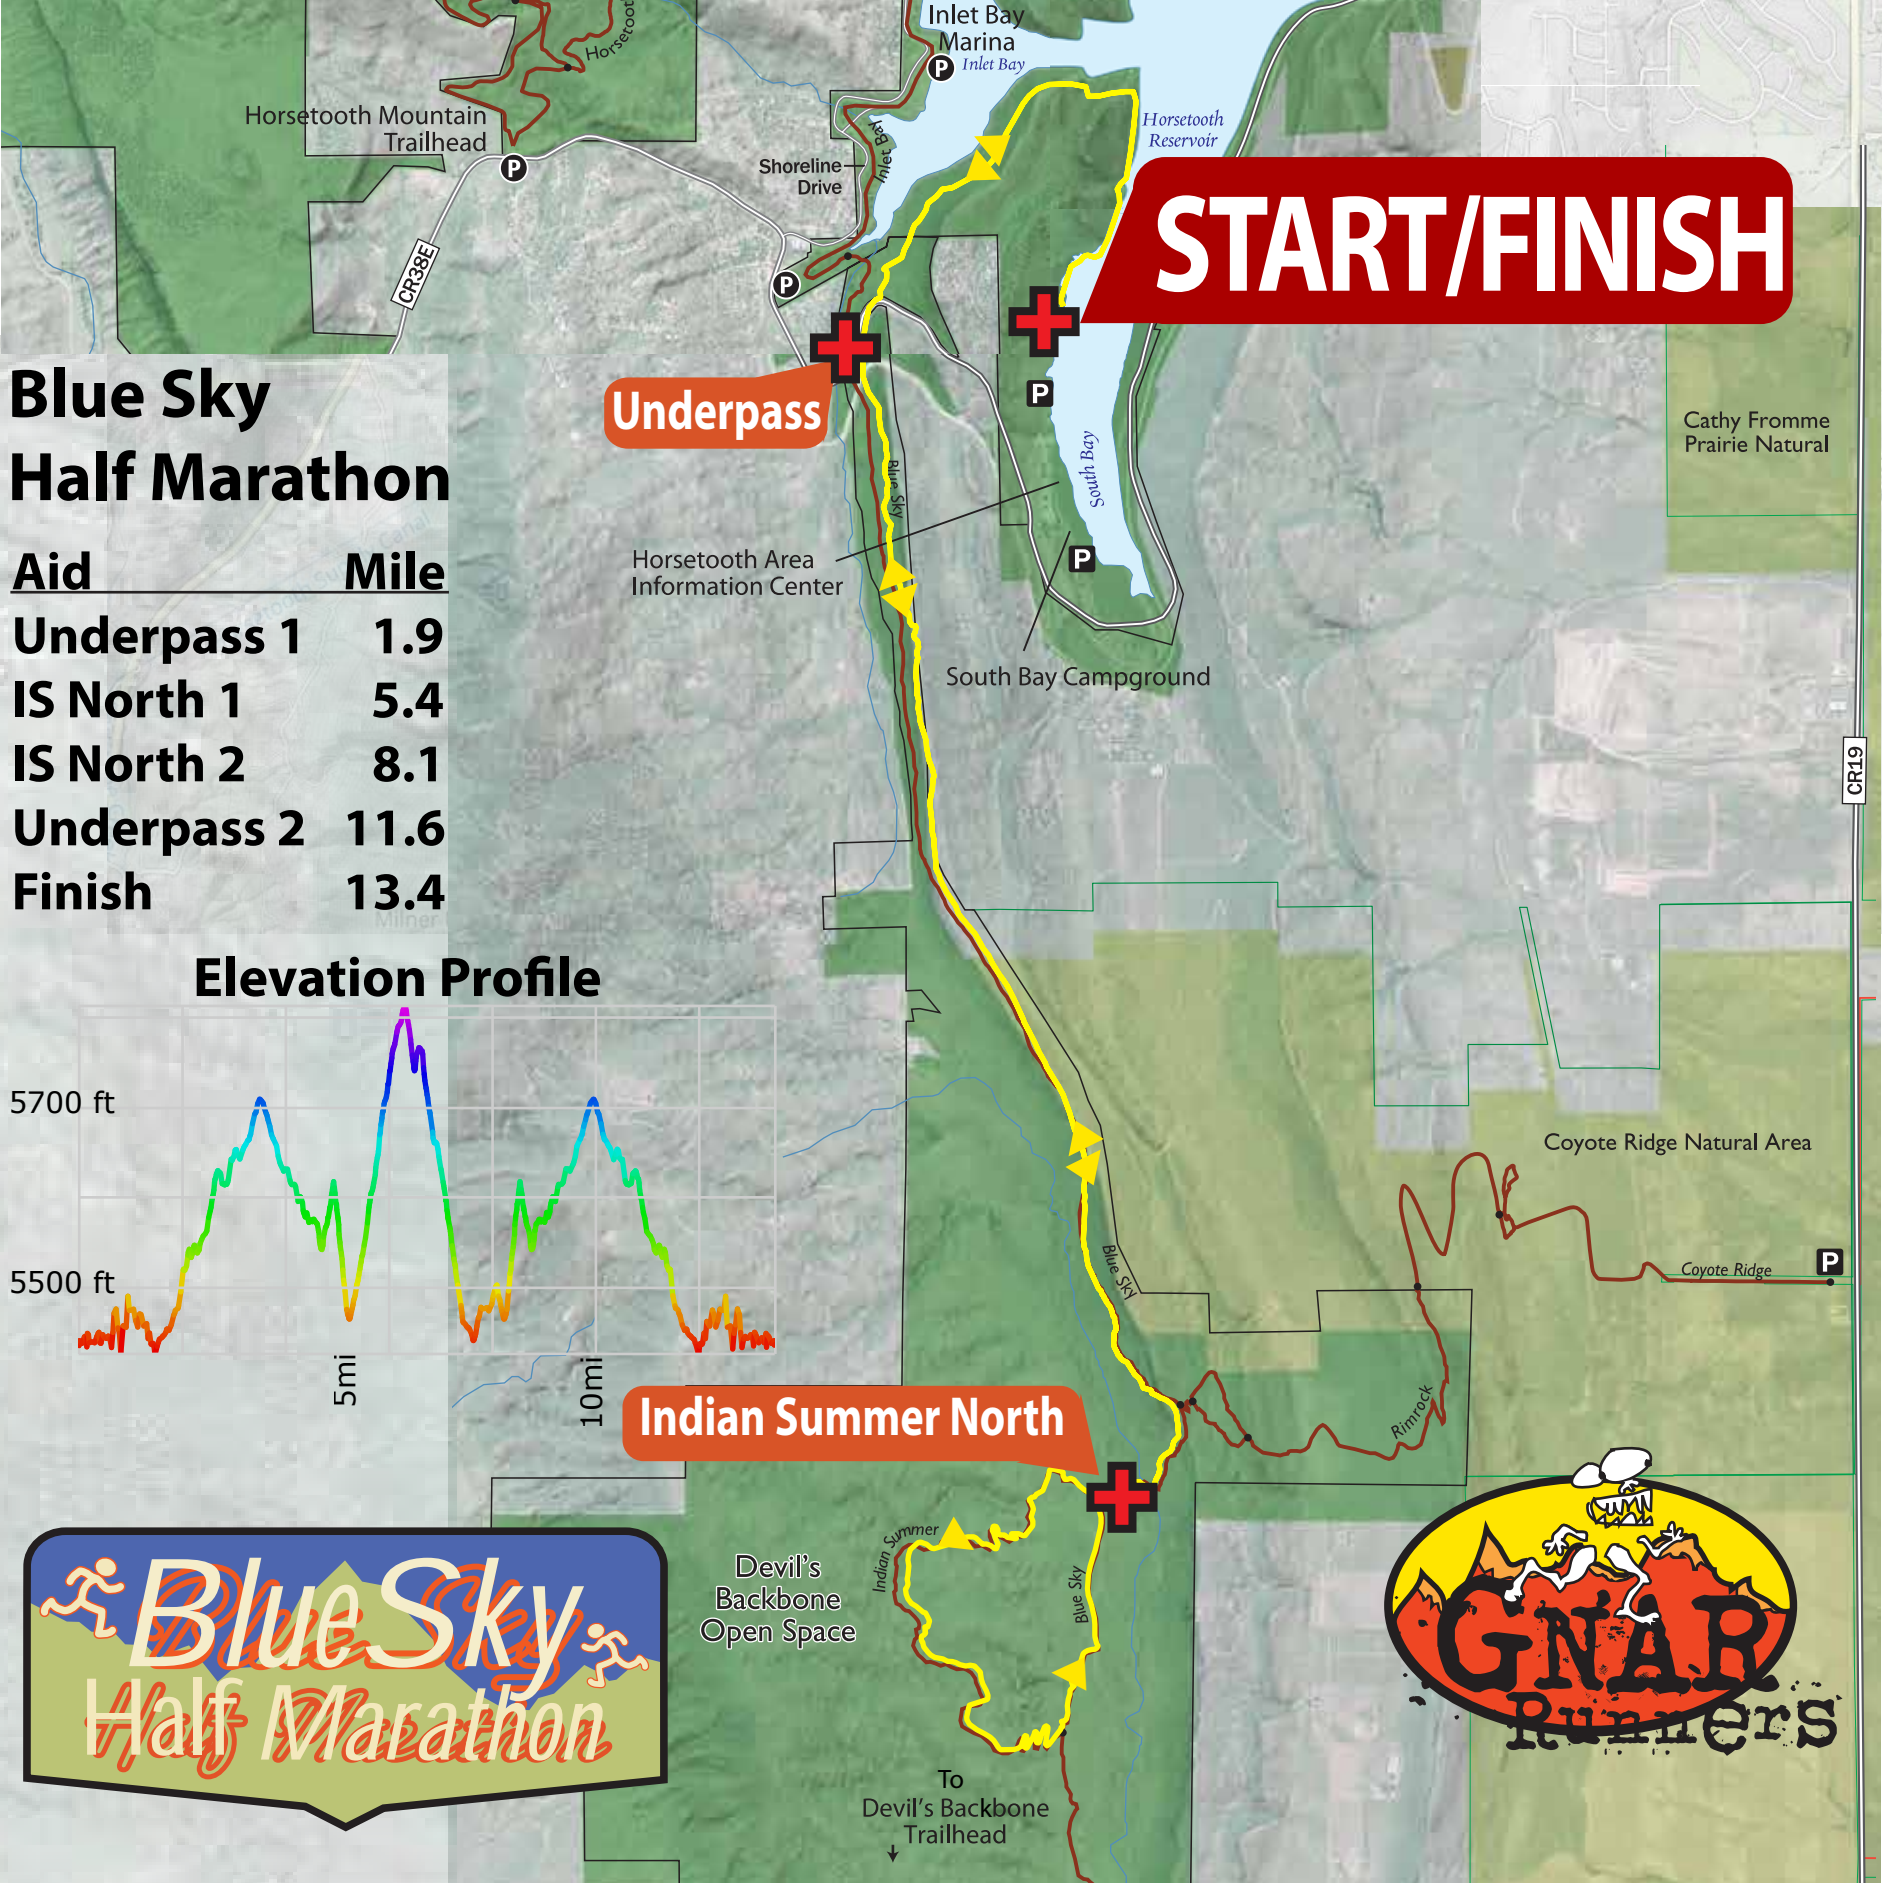 Inlet Bay
Marina
Inlet Bay
P
Horsetoot
Horsetooth Mountain
Trailhead
P
Shoreline
Drive
Inlet Bay
Horsetooth
Reservoir
START/FINISH
CR38E
P
Underpass
P
Blue Sky
Half Marathon
Aid Mile
Underpass 1 1.9
IS North 1 5.4
IS North 2 8.1
Underpass 2 11.6
Finish 13.4
Milner
Cathy Fromme
Prairie Natural
South Bay
Blue Sky
Horsetooth Area
Information Center
P
South Bay Campground
CR19
Elevation Profile
5700 ft
5500 ft
5mi
10mi
Coyote Ridge Natural Area
Blue Sky
Coyote Ridge
P
Rimrock
Indian Summer North
Indian Summer
Blue Sky
Devil's
Backbone
Open Space
To
Devil's Backbone
Trailhead
Blue Sky
Half Marathon
GNAR
Runners